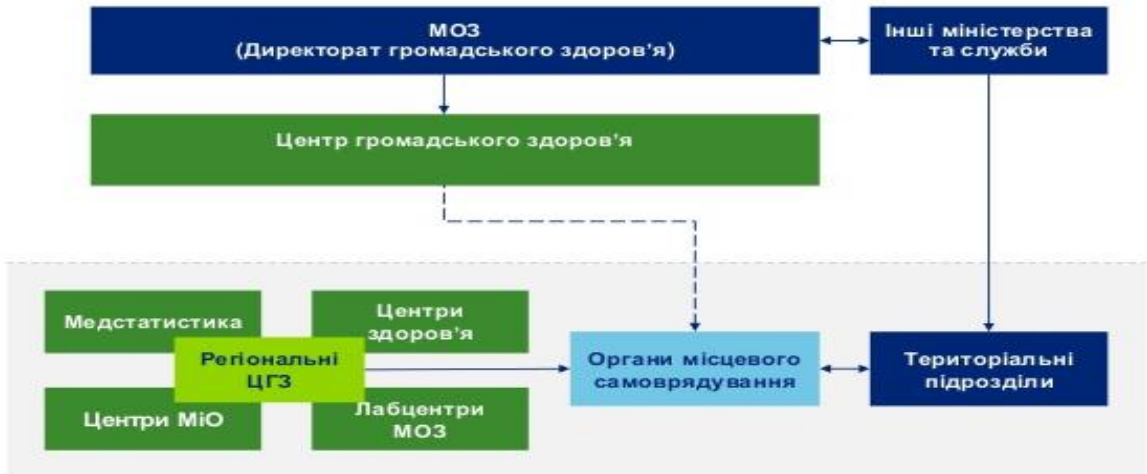 МОЗ
(Директорат громадського здоров'я)
Інші міністерства
та служби
Центр громадського здоров'я
Медстатистика
Центри
здоров'я
Регіональні
ЦГЗ
Органи місцевого
самоврядування
Територіальні
підрозділи
Центри МіО
Лабцентри
МОЗ